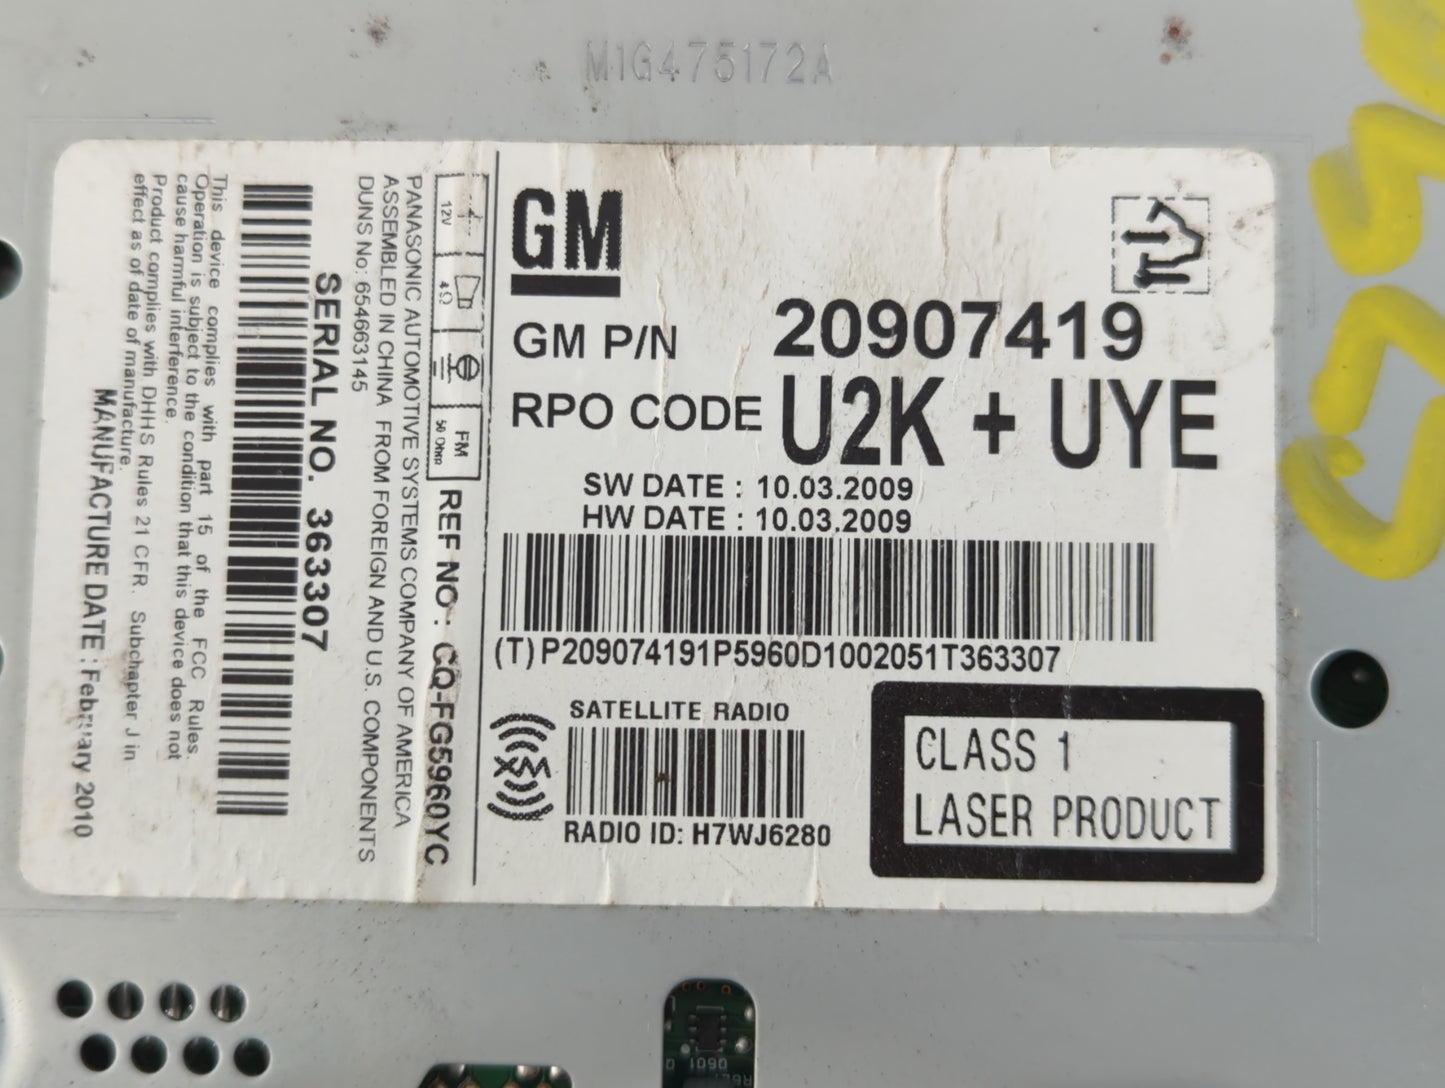 M1G475172A
GM
GM P/N 20907419
RPO CODE U2K + UYE
SW DATE : 10.03.2009
HW DATE : 10.03.2009
(T)P209074191P5960D1002051T363307
SATELLITE RADIO
RADIO ID: H7WJ6280
CLASS 1
LASER PRODUCT
12V
4Ω
FM
50 Ohm
REF NO : CQ-FG5960YC
PANASONIC AUTOMOTIVE SYSTEMS COMPANY OF AMERICA
ASSEMBLED IN CHINA FROM FOREIGN AND U.S. COMPONENTS
DUNS No: 654663145
SERIAL NO. 363307
This device complies with part 15 of the FCC Rules.
Operation is subject to the condition that this device does not
cause harmful interference.
Product complies with DHHS Rules 21 CFR. Subchapter J in
effect as of date of manufacture.
MANUFACTURE DATE : February 2010
Q601